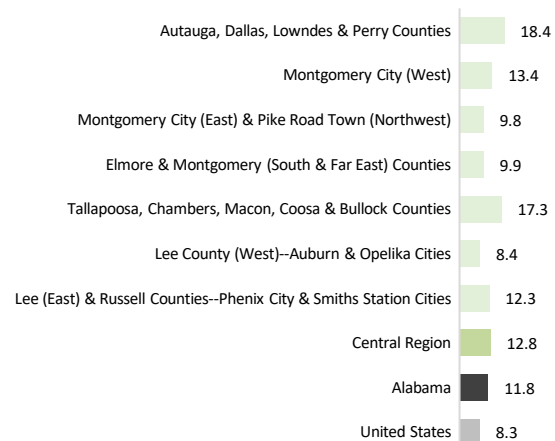 Autauga, Dallas, Lowndes & Perry Counties 18.4
Montgomery City (West) 13.4
Montgomery City (East) & Pike Road Town (Northwest) 9.8
Elmore & Montgomery (South & Far East) Counties 9.9
Tallapoosa, Chambers, Macon, Coosa & Bullock Counties 17.3
Lee County (West)--Auburn & Opelika Cities 8.4
Lee (East) & Russell Counties--Phenix City & Smiths Station Cities 12.3
Central Region 12.8
Alabama 11.8
United States 8.3